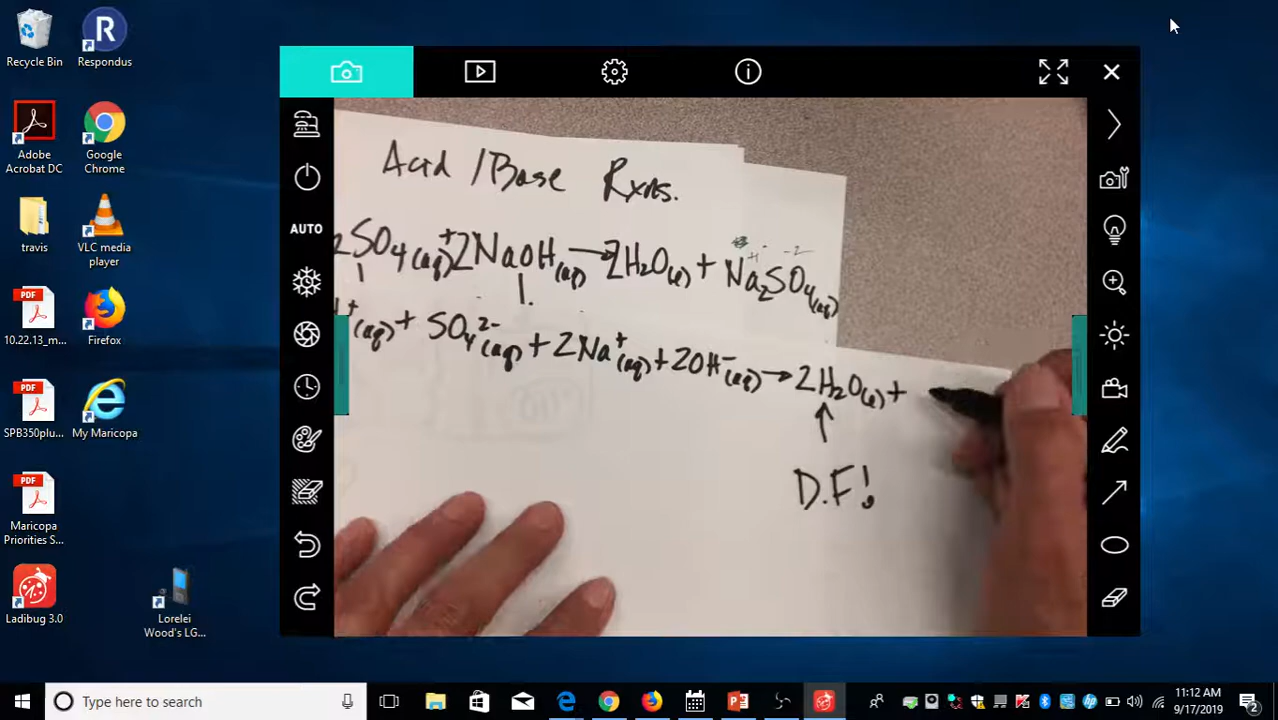 Recycle Bin
Respondus
Adobe
Acrobat DC
Google
Chrome
travis
VLC media
player
10.22.13_m...
Firefox
SPB350plu...
My Maricopa
Maricopa
Priorities S...
Ladibug 3.0
Lorelei
Wood's LG...
AUTO
Acid / Base Rxns.
2SO4(aq) + 2NaOH(aq) → 2H2O(l) + Na2SO4(aq)
+(aq) + SO4 2-(aq) + 2Na+(aq) + 2OH-(aq) → 2H2O(l) +
D.F!
Type here to search
11:12 AM
9/17/2019
2